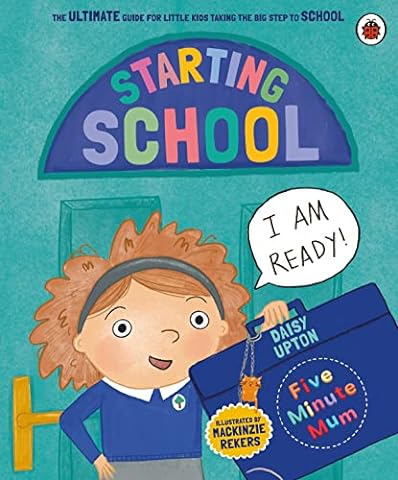 THE ULTIMATE GUIDE FOR LITTLE KIDS TAKING THE BIG STEP TO SCHOOL
STARTING
SCHOOL
I AM
READY!
DAISY
UPTON
Five
Minute
Mum
ILLUSTRATED BY
MACKINZIE
REKERS